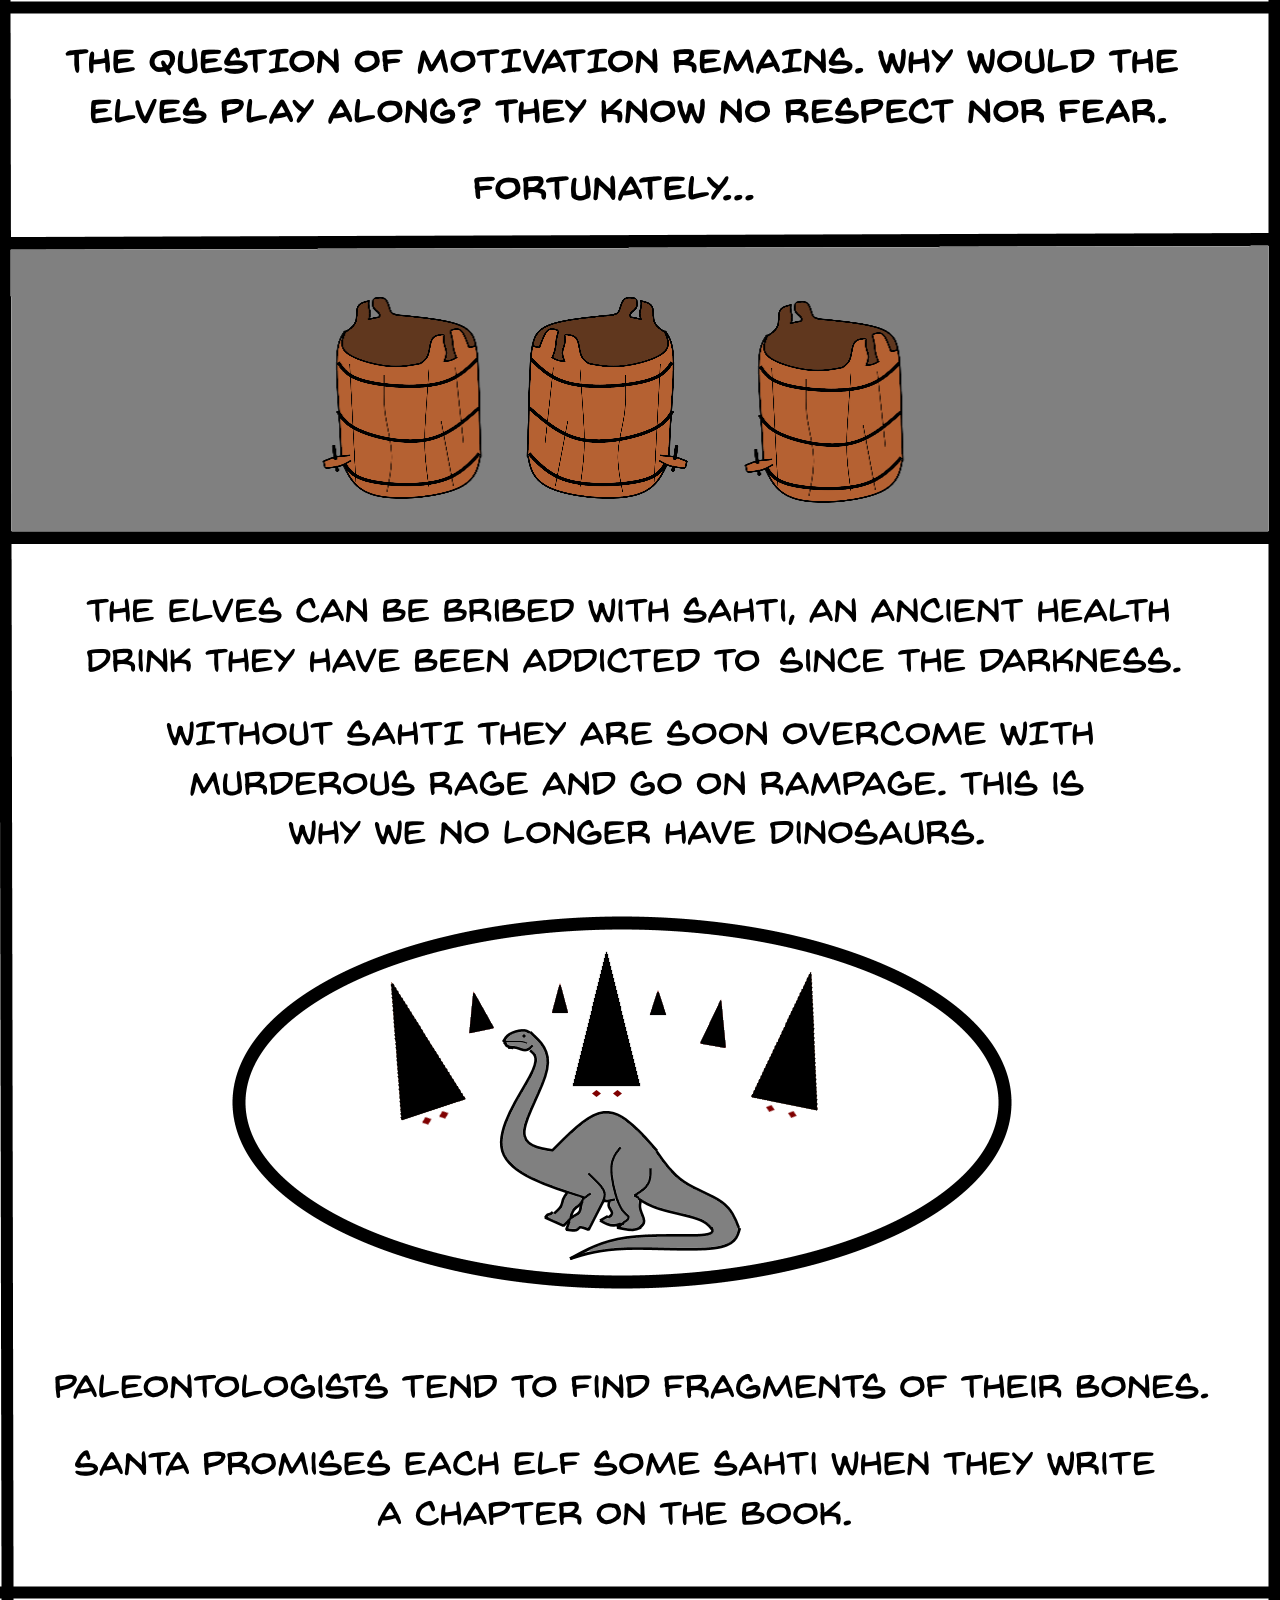 THE QUESTION OF MOTIVATION REMAINS. WHY WOULD THE
ELVES PLAY ALONG? THEY KNOW NO RESPECT NOR FEAR.
FORTUNATELY...
THE ELVES CAN BE BRIBED WITH SAHTI, AN ANCIENT HEALTH
DRINK THEY HAVE BEEN ADDICTED TO SINCE THE DARKNESS.
WITHOUT SAHTI THEY ARE SOON OVERCOME WITH
MURDEROUS RAGE AND GO ON RAMPAGE. THIS IS
WHY WE NO LONGER HAVE DINOSAURS.
PALEONTOLOGISTS TEND TO FIND FRAGMENTS OF THEIR BONES.
SANTA PROMISES EACH ELF SOME SAHTI WHEN THEY WRITE
A CHAPTER ON THE BOOK.